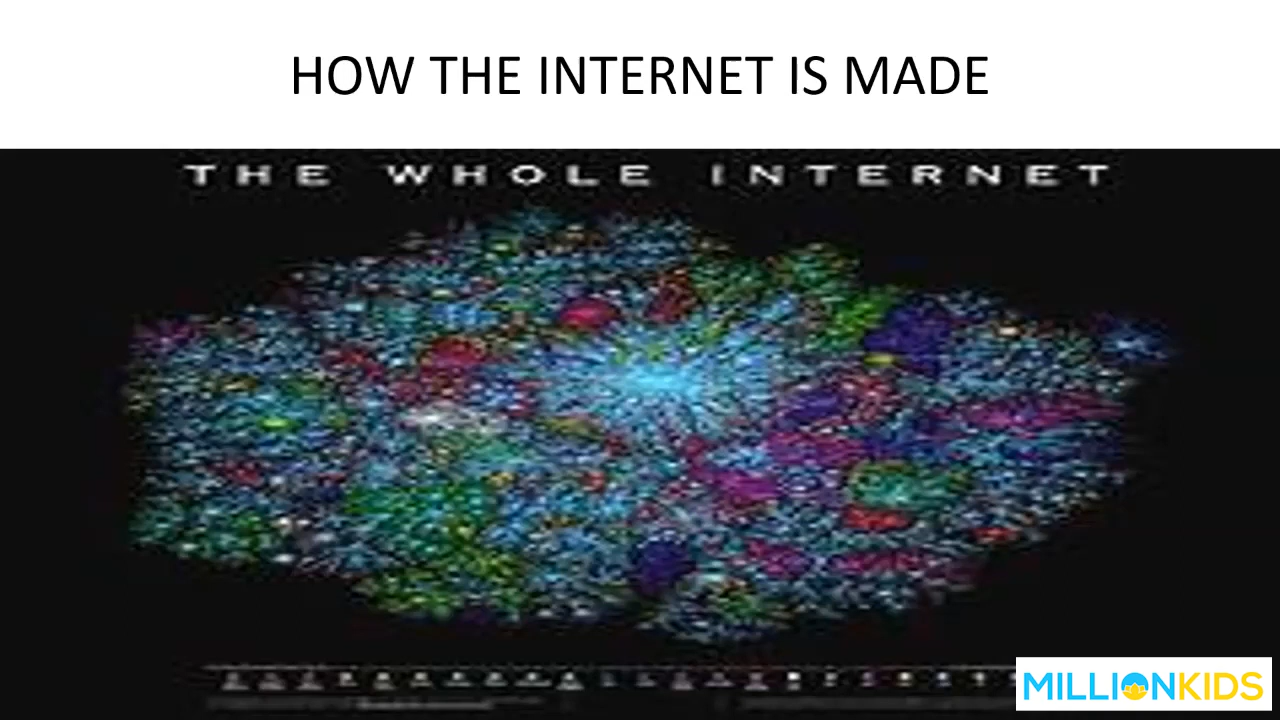 HOW THE INTERNET IS MADE
THE WHOLE INTERNET
MILLIONKIDS